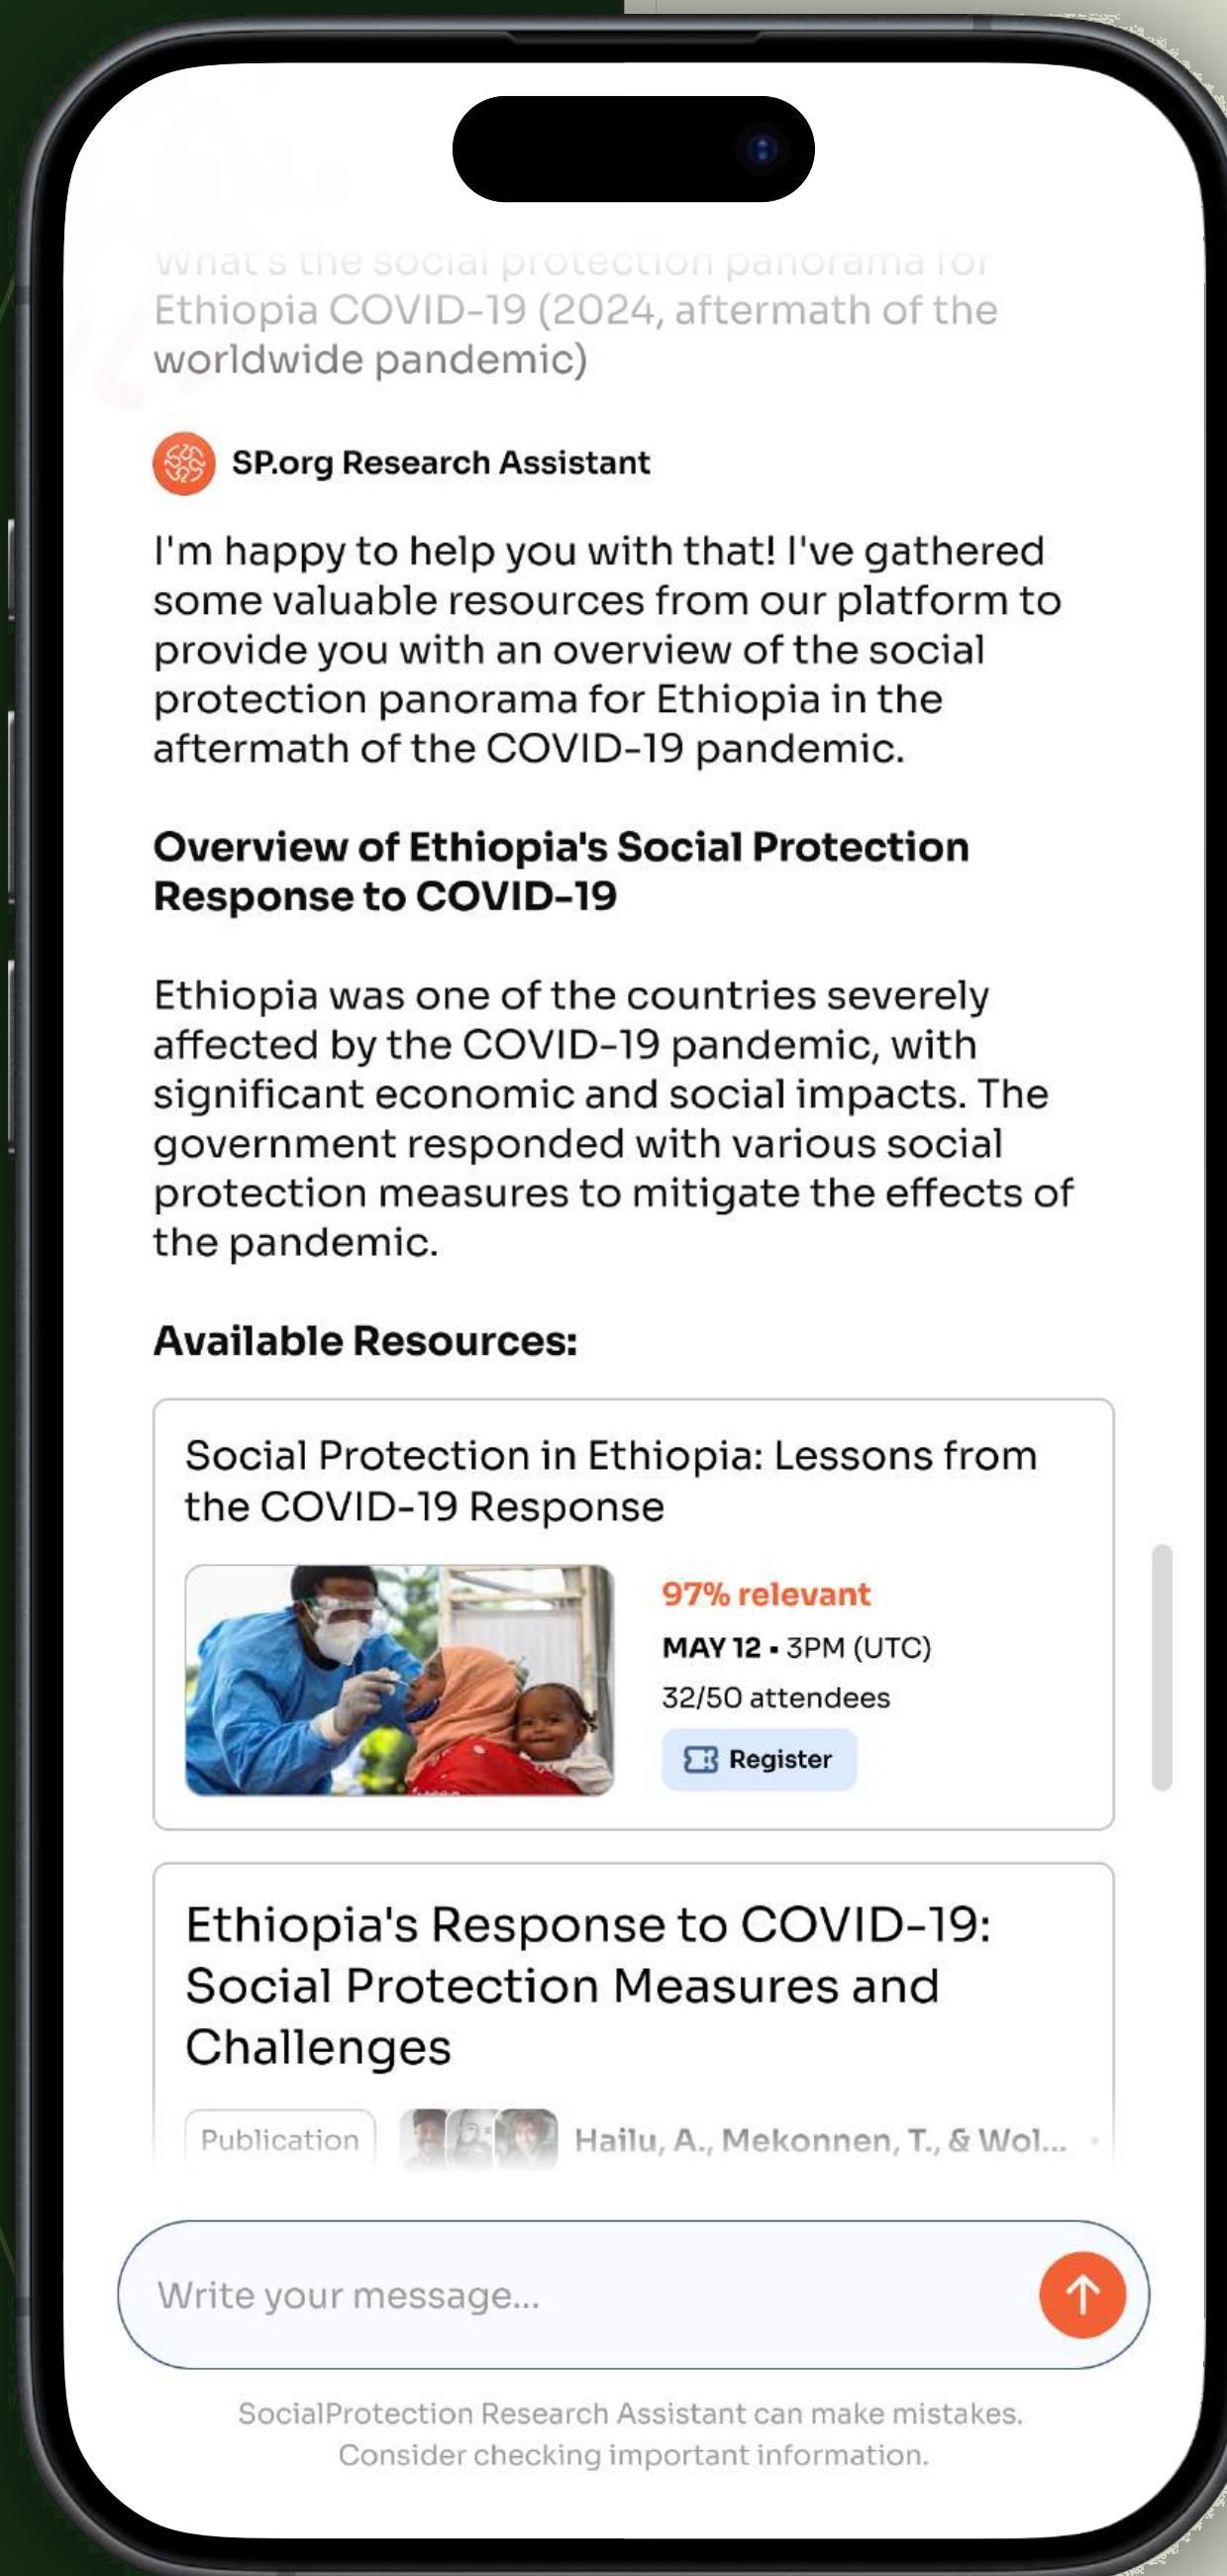 What's the social protection panorama for
Ethiopia COVID-19 (2024, aftermath of the
worldwide pandemic)
SP.org Research Assistant
I'm happy to help you with that! I've gathered
some valuable resources from our platform to
provide you with an overview of the social
protection panorama for Ethiopia in the
aftermath of the COVID-19 pandemic.
Overview of Ethiopia's Social Protection
Response to COVID-19
Ethiopia was one of the countries severely
affected by the COVID-19 pandemic, with
significant economic and social impacts. The
government responded with various social
protection measures to mitigate the effects of
the pandemic.
Available Resources:
Social Protection in Ethiopia: Lessons from
the COVID-19 Response
97% relevant
MAY 12 • 3PM (UTC)
32/50 attendees
Register
Ethiopia's Response to COVID-19:
Social Protection Measures and
Challenges
Publication Hailu, A., Mekonnen, T., & Wol...
Write your message...
SocialProtection Research Assistant can make mistakes.
Consider checking important information.